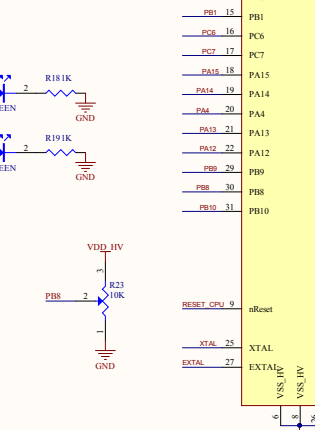 PB1 15 PB1
PC6 16 PC6
PC7 17 PC7
PA15 18 PA15
PA14 19 PA14
PA4 20 PA4
PA13 21 PA13
PA12 22 PA12
PB9 29 PB9
PB8 30 PB8
PB10 31 PB10
RESET_CPU 9 nReset
XTAL 25 XTAL
EXTAL 27 EXTAL
VSS_HV
VSS_HV
6
8
26
2 R18 1K
EEN
GND
2 R19 1K
EEN
GND
VDD_HV
3
R23
10K
PB8 2
1
GND